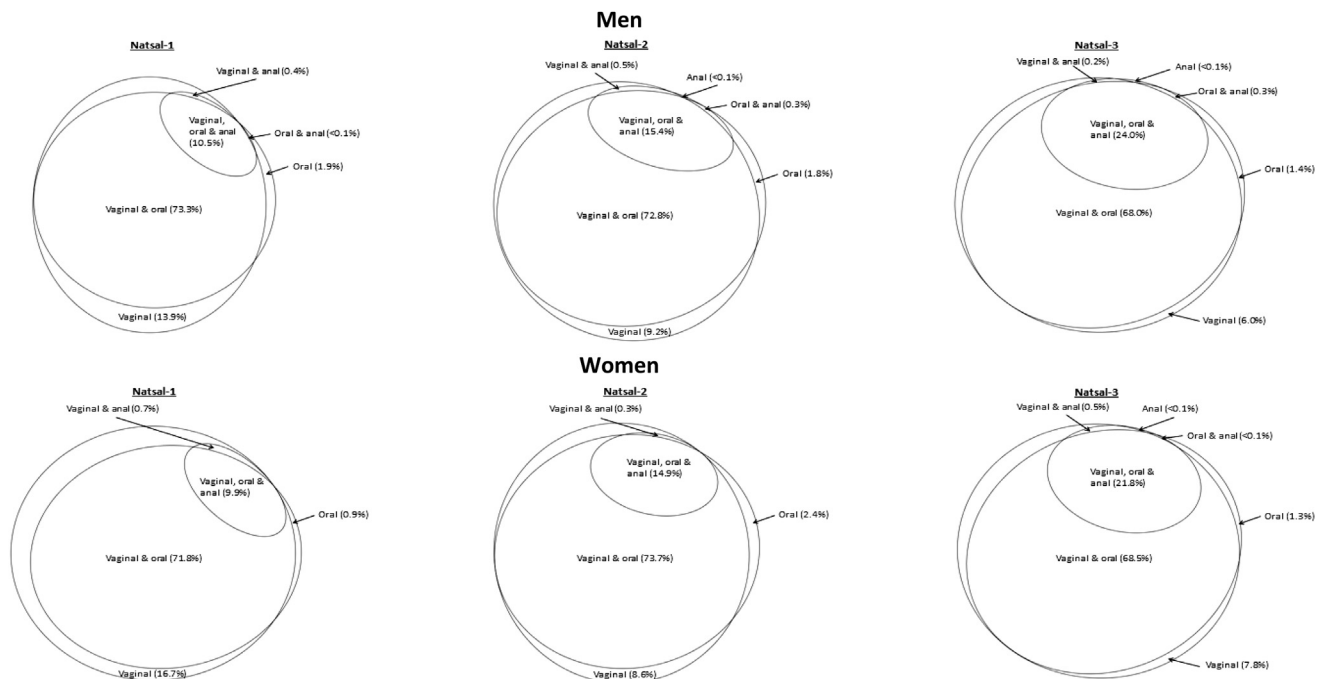 Men
Natsal-1
Vaginal & anal (0.4%)
Vaginal,
oral & anal
(10.5%)
Oral & anal (<0.1%)
Oral (1.9%)
Vaginal & oral (73.3%)
Vaginal (13.9%)
Natsal-2
Vaginal & anal (0.5%)
Anal (<0.1%)
Oral & anal (0.3%)
Vaginal, oral &
anal (15.4%)
Oral (1.8%)
Vaginal & oral (72.8%)
Vaginal (9.2%)
Natsal-3
Vaginal & anal (0.2%)
Anal (<0.1%)
Oral & anal (0.3%)
Vaginal, oral &
anal (24.0%)
Oral (1.4%)
Vaginal & oral (68.0%)
Vaginal (6.0%)
Women
Natsal-1
Vaginal & anal (0.7%)
Vaginal, oral &
anal (9.9%)
Oral (0.9%)
Vaginal & oral (71.8%)
Vaginal (16.7%)
Natsal-2
Vaginal & anal (0.3%)
Vaginal, oral &
anal (14.9%)
Oral (2.4%)
Vaginal & oral (73.7%)
Vaginal (8.6%)
Natsal-3
Vaginal & anal (0.5%)
Anal (<0.1%)
Oral & anal (<0.1%)
Vaginal, oral &
anal (21.8%)
Oral (1.3%)
Vaginal & oral (68.5%)
Vaginal (7.8%)